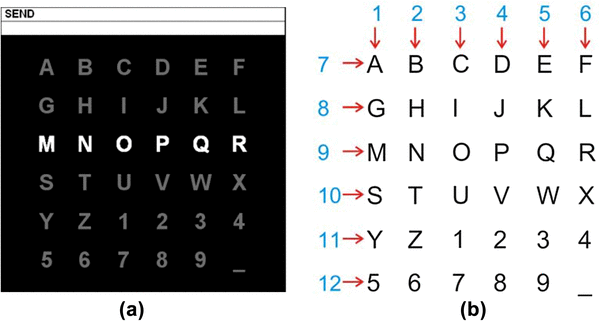 SEND
A B C D E F
G H I J K L
M N O P Q R
S T U V W X
Y Z 1 2 3 4
5 6 7 8 9 _
(a)
1 2 3 4 5 6
7 A B C D E F
8 G H I J K L
9 M N O P Q R
10 S T U V W X
11 Y Z 1 2 3 4
12 5 6 7 8 9 _
(b)